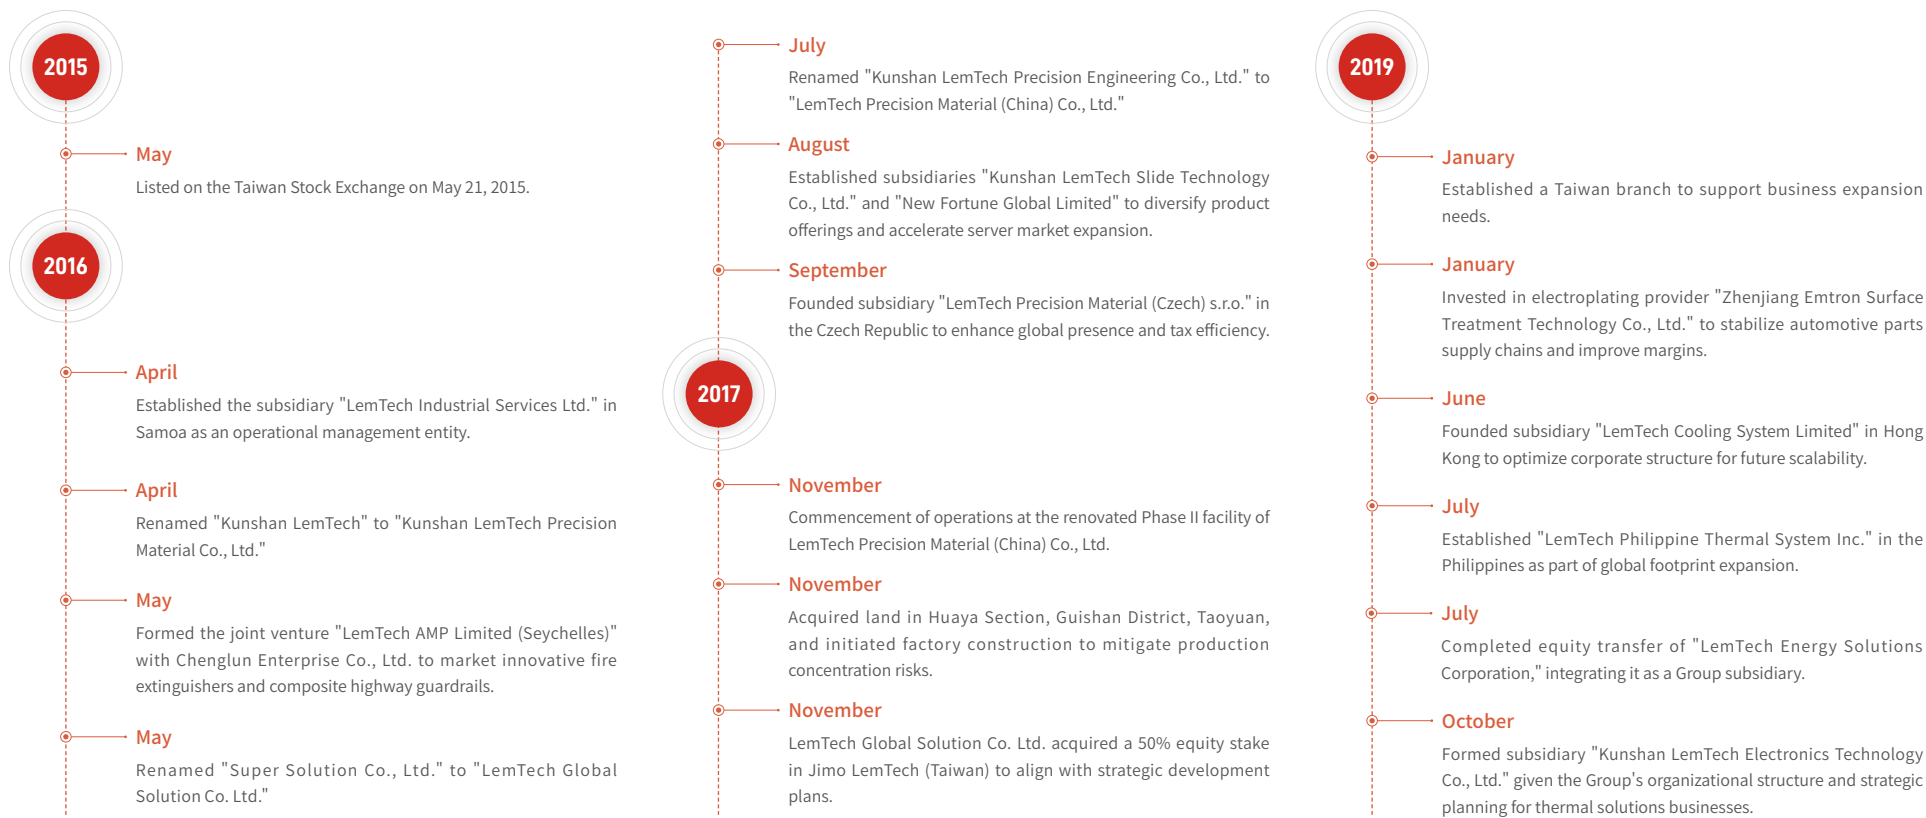 2015
May
Listed on the Taiwan Stock Exchange on May 21, 2015.
2016
April
Established the subsidiary "LemTech Industrial Services Ltd." in
Samoa as an operational management entity.
April
Renamed "Kunshan LemTech" to "Kunshan LemTech Precision
Material Co., Ltd."
May
Formed the joint venture "LemTech AMP Limited (Seychelles)"
with Chenglun Enterprise Co., Ltd. to market innovative fire
extinguishers and composite highway guardrails.
May
Renamed "Super Solution Co., Ltd." to "LemTech Global
Solution Co. Ltd."
July
Renamed "Kunshan LemTech Precision Engineering Co., Ltd." to
"LemTech Precision Material (China) Co., Ltd."
August
Established subsidiaries "Kunshan LemTech Slide Technology
Co., Ltd." and "New Fortune Global Limited" to diversify product
offerings and accelerate server market expansion.
September
Founded subsidiary "LemTech Precision Material (Czech) s.r.o." in
the Czech Republic to enhance global presence and tax efficiency.
2017
November
Commencement of operations at the renovated Phase II facility of
LemTech Precision Material (China) Co., Ltd.
November
Acquired land in Huaya Section, Guishan District, Taoyuan,
and initiated factory construction to mitigate production
concentration risks.
November
LemTech Global Solution Co. Ltd. acquired a 50% equity stake
in Jimo LemTech (Taiwan) to align with strategic development
plans.
2019
January
Established a Taiwan branch to support business expansion
needs.
January
Invested in electroplating provider "Zhenjiang Emtron Surface
Treatment Technology Co., Ltd." to stabilize automotive parts
supply chains and improve margins.
June
Founded subsidiary "LemTech Cooling System Limited" in Hong
Kong to optimize corporate structure for future scalability.
July
Established "LemTech Philippine Thermal System Inc." in the
Philippines as part of global footprint expansion.
July
Completed equity transfer of "LemTech Energy Solutions
Corporation," integrating it as a Group subsidiary.
October
Formed subsidiary "Kunshan LemTech Electronics Technology
Co., Ltd." given the Group's organizational structure and strategic
planning for thermal solutions businesses.